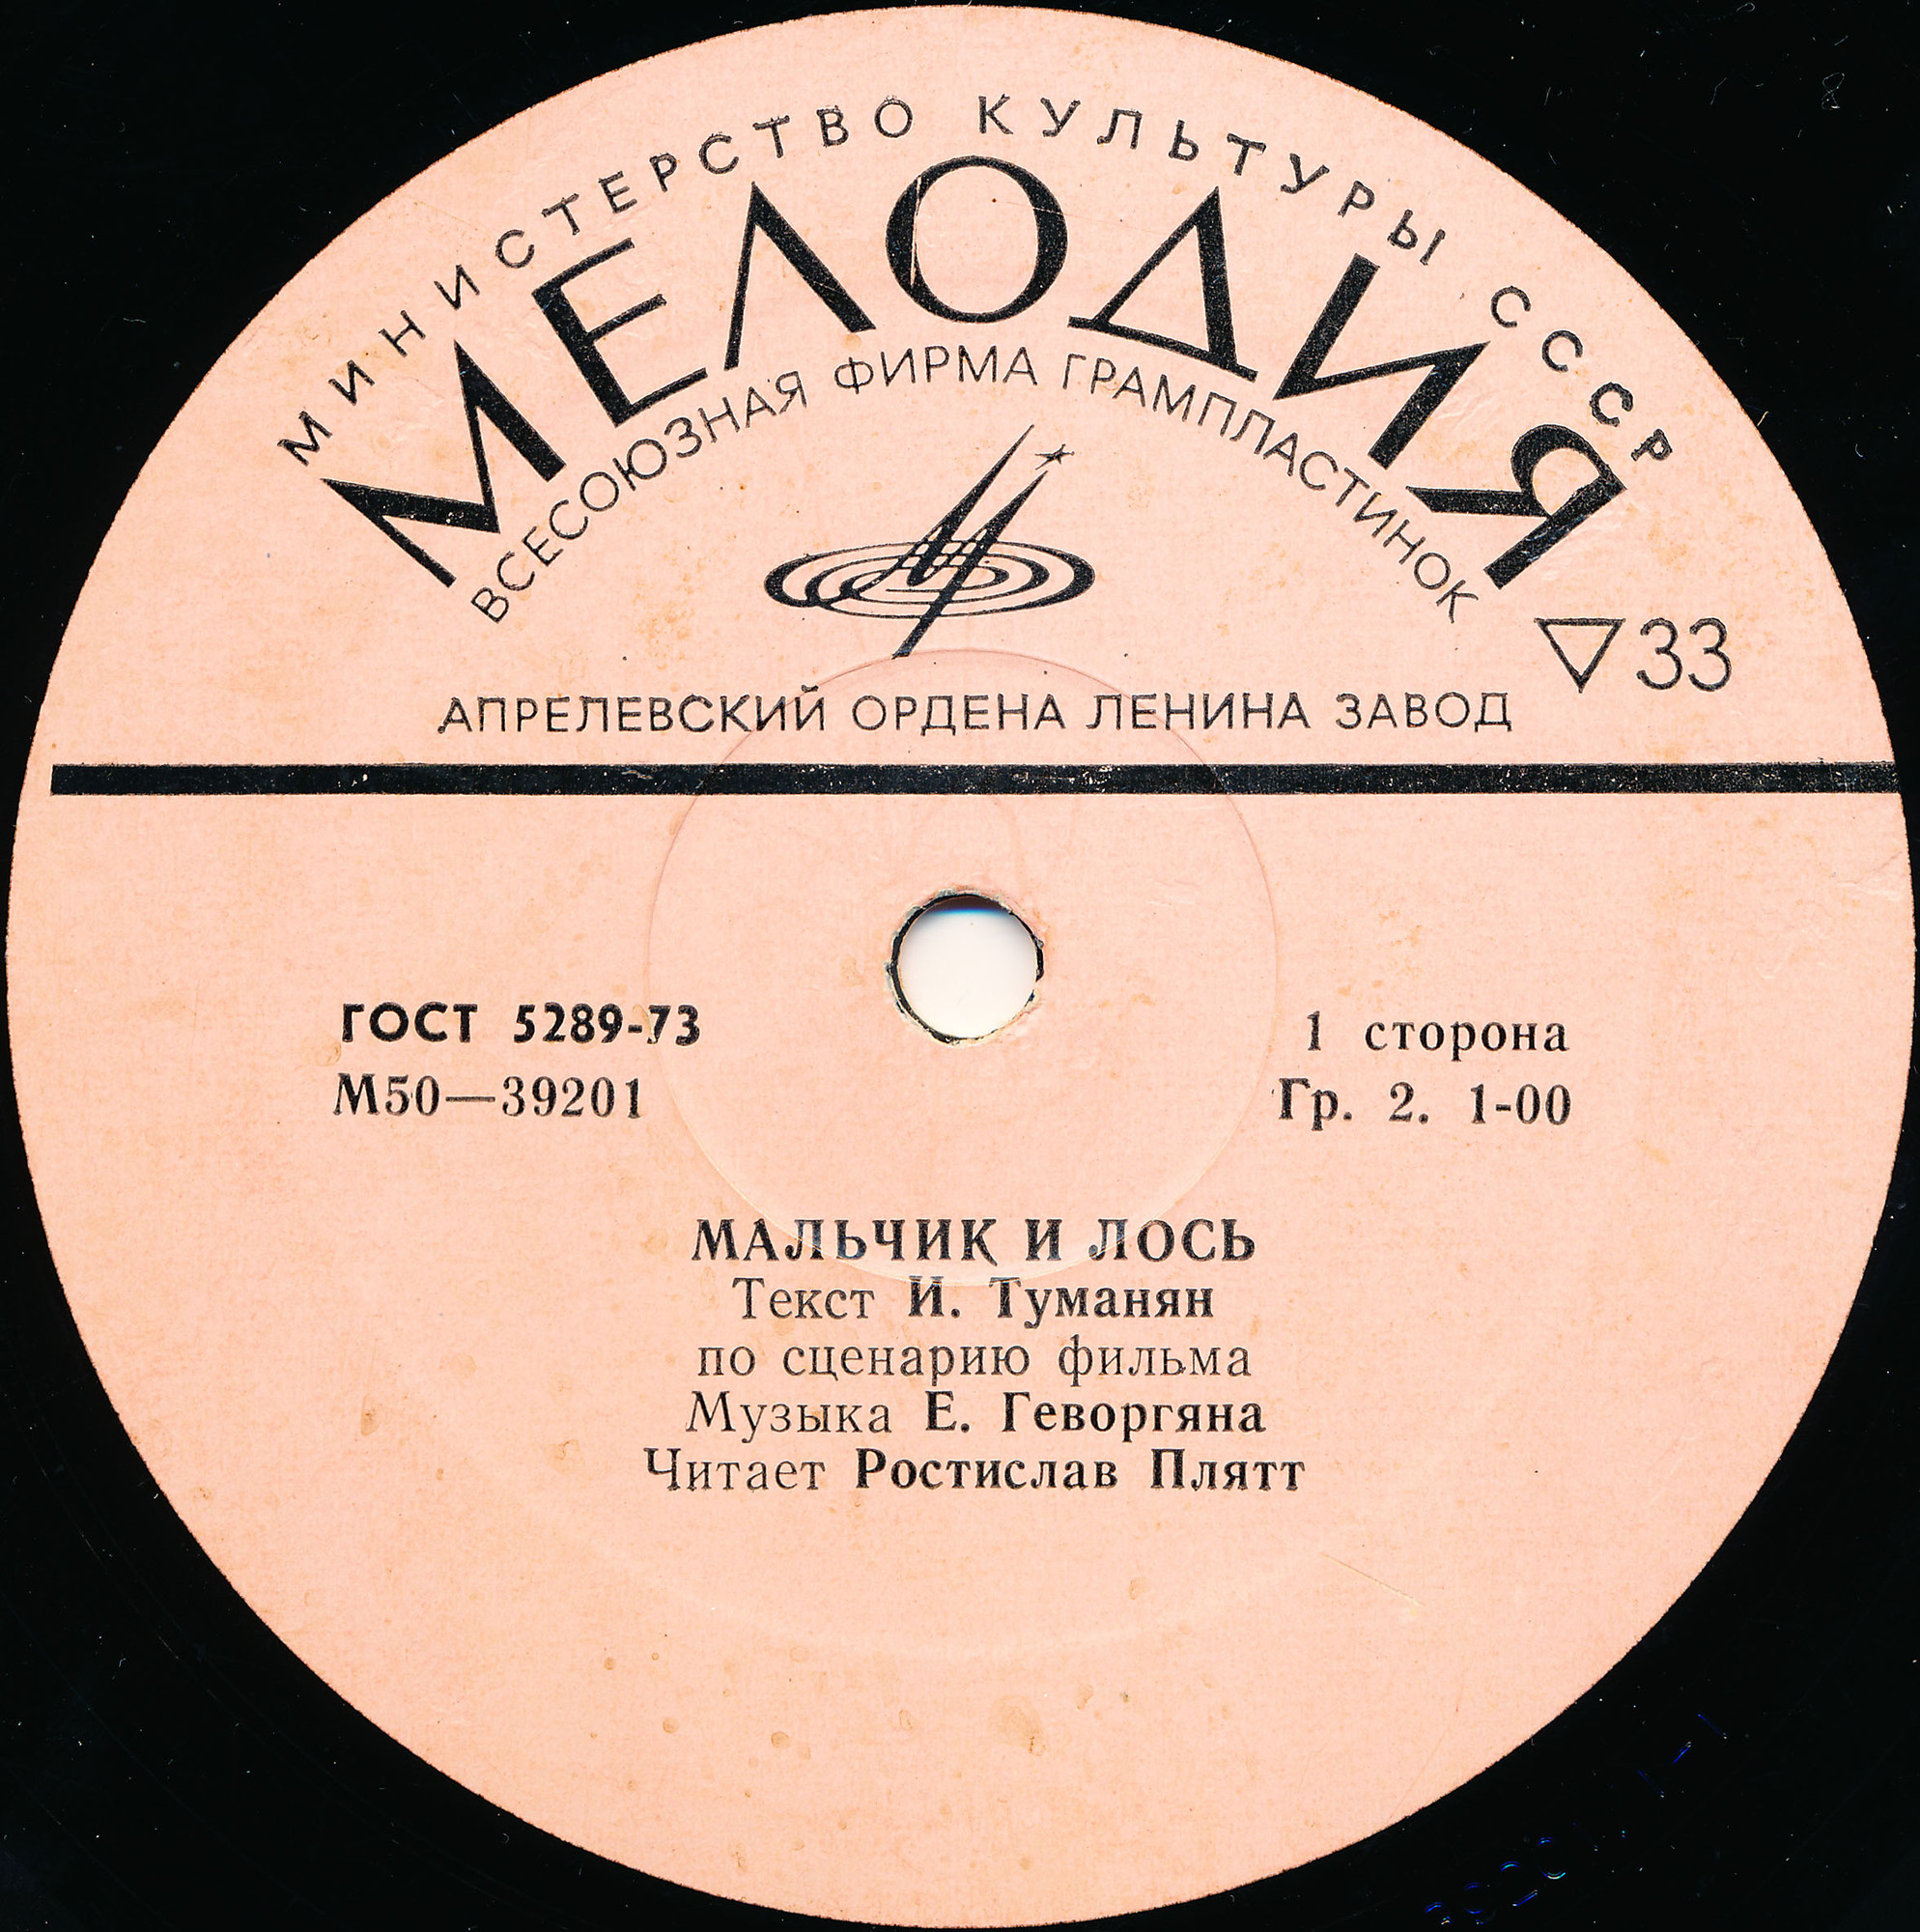 МИНИСТЕРСТВО КУЛЬТУРЫ СССР
МЕЛОДИЯ
ВСЕСОЮЗНАЯ ФИРМА ГРАМПЛАСТИНОК
33
АПРЕЛЕВСКИЙ ОРДЕНА ЛЕНИНА ЗАВОД
ГОСТ 5289-73
М50—39201
1 сторона
Гр. 2. 1-00
МАЛЬЧИК И ЛОСЬ
Текст И. Туманян
по сценарию фильма
Музыка Е. Геворгяна
Читает Ростислав Плятт